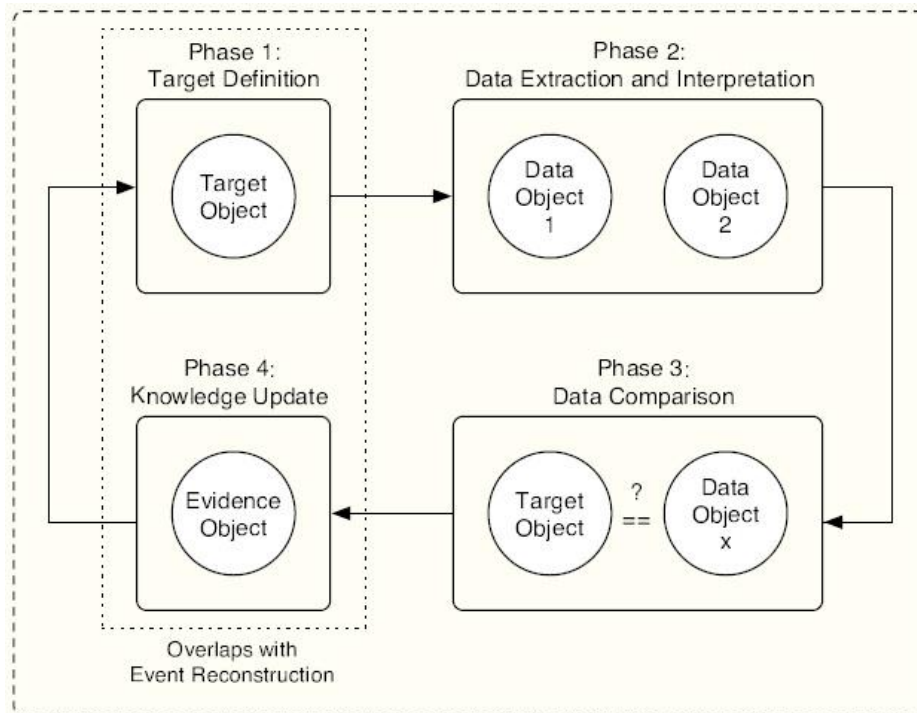 Phase 1:
Target Definition
Target
Object
Phase 2:
Data Extraction and Interpretation
Data
Object
1
Data
Object
2
Phase 3:
Data Comparison
Target
Object
?
==
Data
Object
x
Phase 4:
Knowledge Update
Evidence
Object
Overlaps with
Event Reconstruction